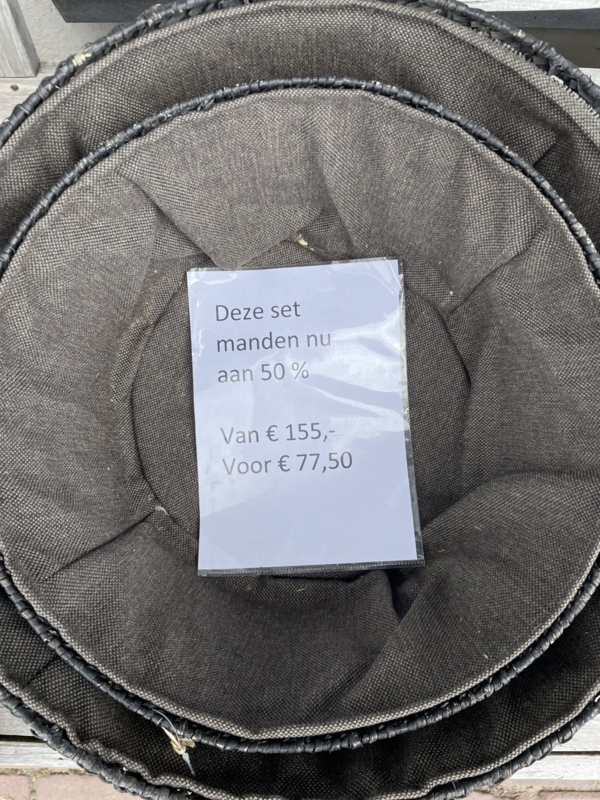 Deze set
manden nu
aan 50 %
Van € 155,-
Voor € 77,50